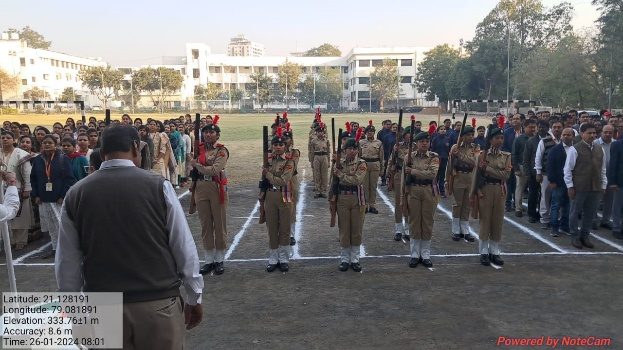 Latitude: 21.128191
Longitude: 79.081891
Elevation: 333.76±1 m
Accuracy: 8.6 m
Time: 26-01-2024 08:01
Powered by NoteCam